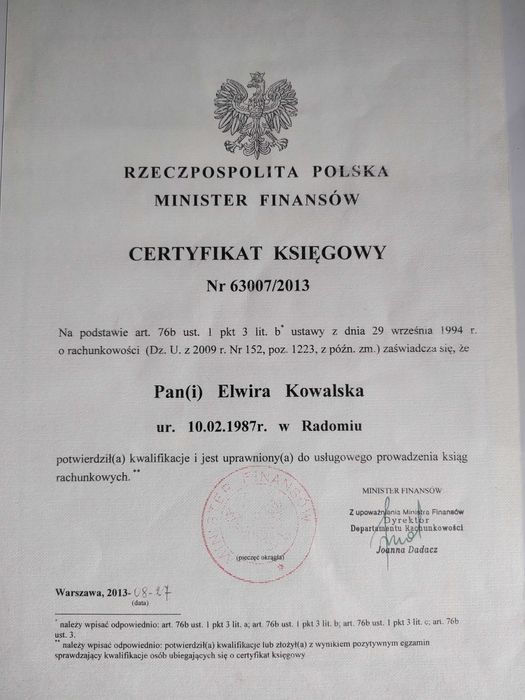 RZECZPOSPOLITA POLSKA
MINISTER FINANSÓW
CERTYFIKAT KSIĘGOWY
Nr 63007/2013
Na podstawie art. 76b ust. 1 pkt 3 lit. b* ustawy z dnia 29 września 1994 r.
o rachunkowości (Dz. U. z 2009 r. Nr 152, poz. 1223, z późn. zm.) zaświadcza się, że
Pan(i) Elwira Kowalska
ur. 10.02.1987r. w Radomiu
potwierdził(a) kwalifikacje i jest uprawniony(a) do usługowego prowadzenia ksiąg
rachunkowych.**
MINISTER FINANSÓW
(pieczęć okrągła)
MINISTER FINANSÓW
Z upoważnienia Ministra Finansów
Dyrektor
Departamentu Rachunkowości
Joanna Dadacz
Warszawa, 2013-08-27
(data)
* należy wpisać odpowiednio: art. 76b ust. 1 pkt 3 lit. a; art. 76b ust. 1 pkt 3 lit. b; art. 76b ust. 1 pkt 3 lit. c; art. 76b
ust. 3.
** należy wpisać odpowiednio: potwierdził(a) kwalifikacje lub złożył(a) z wynikiem pozytywnym egzamin
sprawdzający kwalifikacje osób ubiegających się o certyfikat księgowy